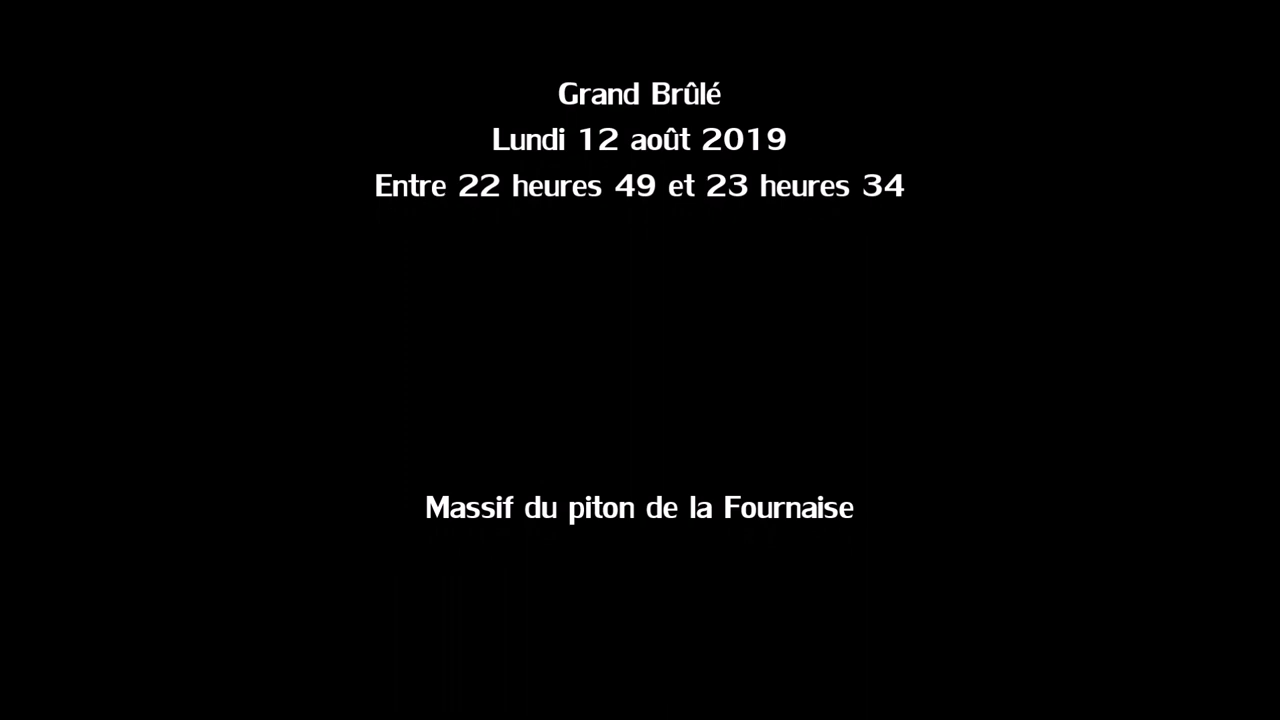 Grand Brûlé
Lundi 12 août 2019
Entre 22 heures 49 et 23 heures 34
Massif du piton de la Fournaise